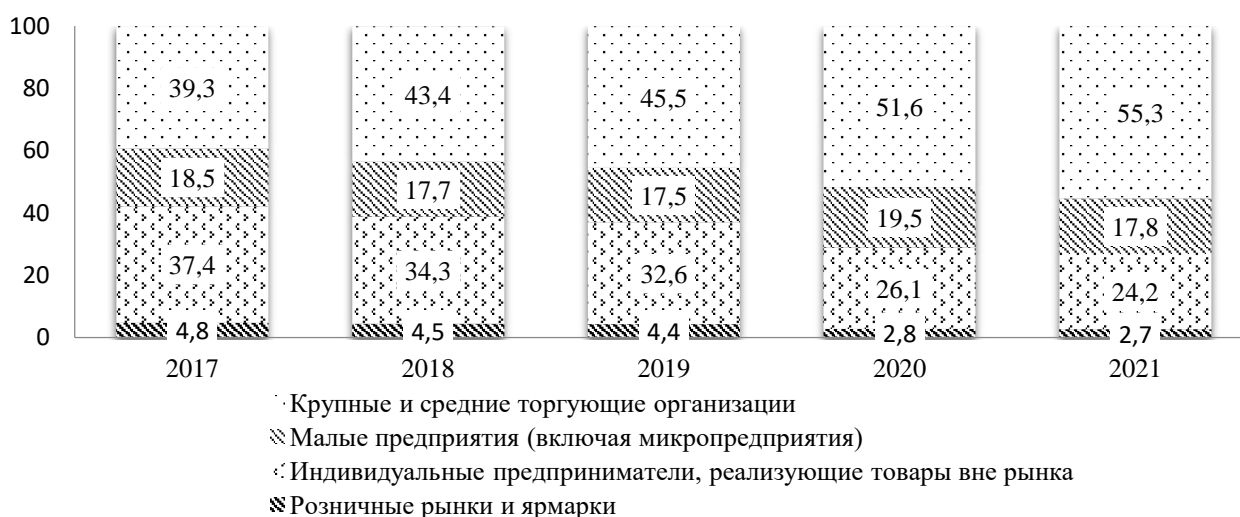 100
80
60
40
20
0
39,3 43,4 45,5 51,6 55,3
18,5 17,7 17,5 19,5 17,8
37,4 34,3 32,6 26,1 24,2
4,8 4,5 4,4 2,8 2,7
2017 2018 2019 2020 2021
Крупные и средние торгующие организации
Малые предприятия (включая микропредприятия)
Индивидуальные предприниматели, реализующие товары вне рынка
Розничные рынки и ярмарки